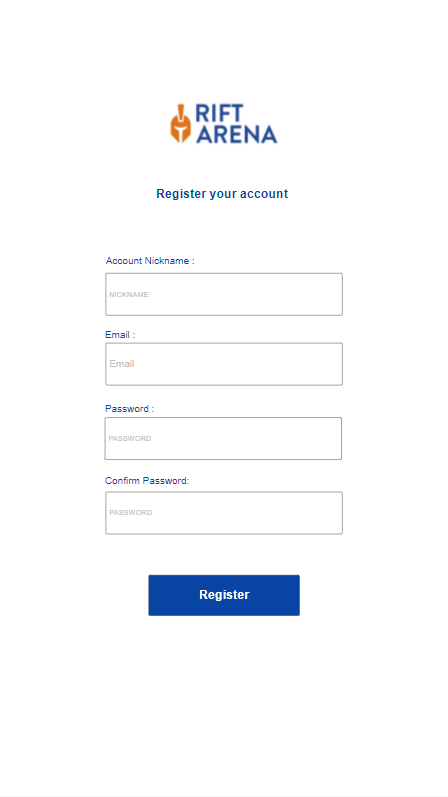 RIFT
ARENA
Register your account
Account Nickname :
NICKNAME
Email :
Email
Password :
PASSWORD
Confirm Password:
PASSWORD
Register